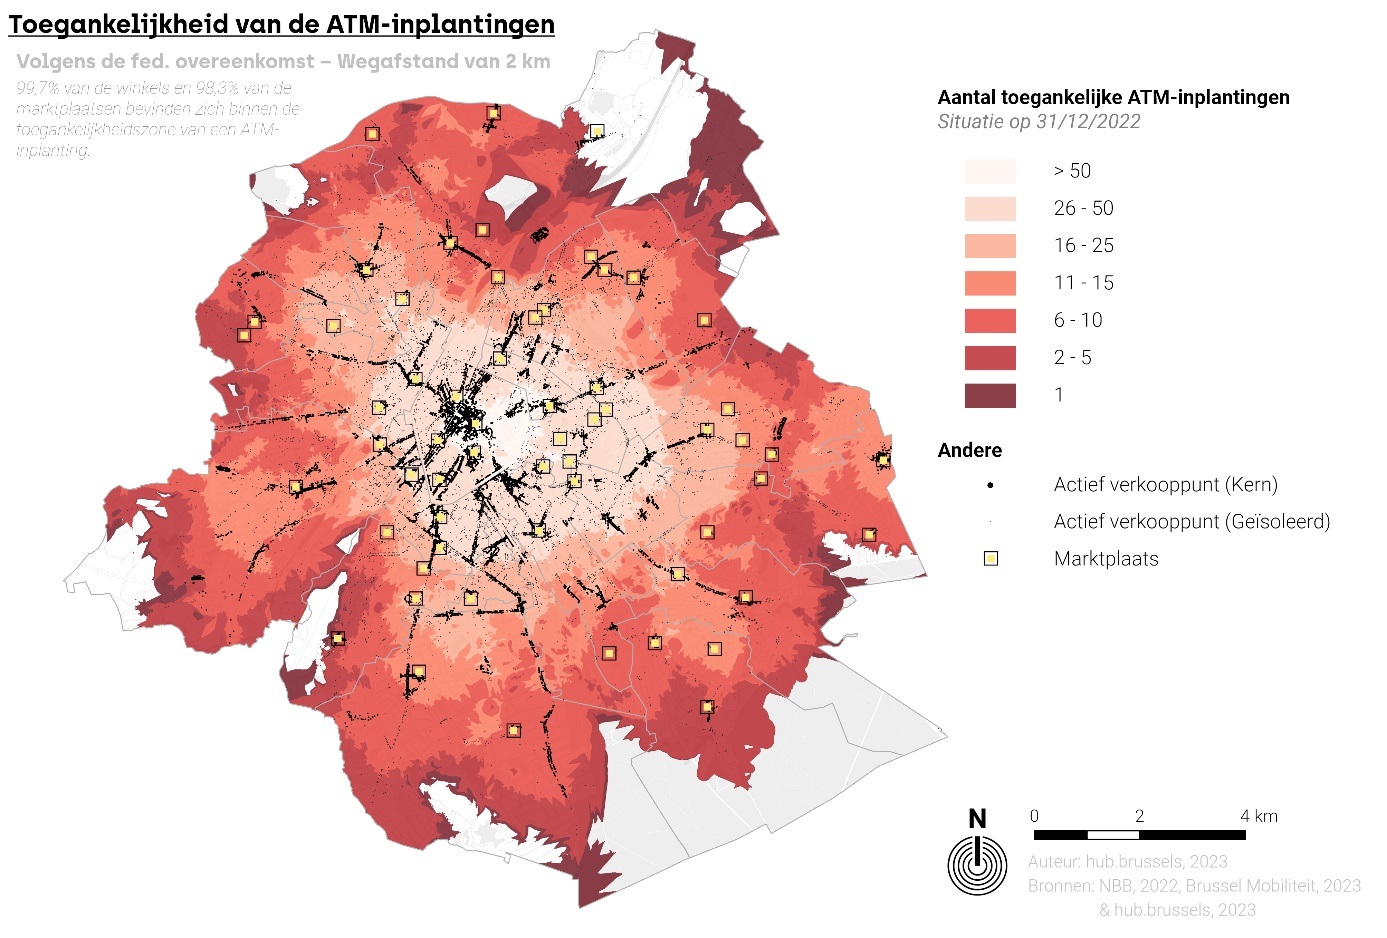 Toegankelijkheid van de ATM-inplantingen
Volgens de fed. overeenkomst – Wegafstand van 2 km
99,7% van de winkels en 98,3% van de
marktplaatsen bevinden zich binnen de
toegankelijkheidszone van een ATM-
inplanting.
Aantal toegankelijke ATM-inplantingen
Situatie op 31/12/2022
> 50
26 - 50
16 - 25
11 - 15
6 - 10
2 - 5
1
Andere
Actief verkooppunt (Kern)
Actief verkooppunt (Geïsoleerd)
Marktplaats
N
0 2 4 km
Auteur: hub.brussels, 2023
Bronnen: NBB, 2022, Brussel Mobiliteit, 2023
& hub.brussels, 2023